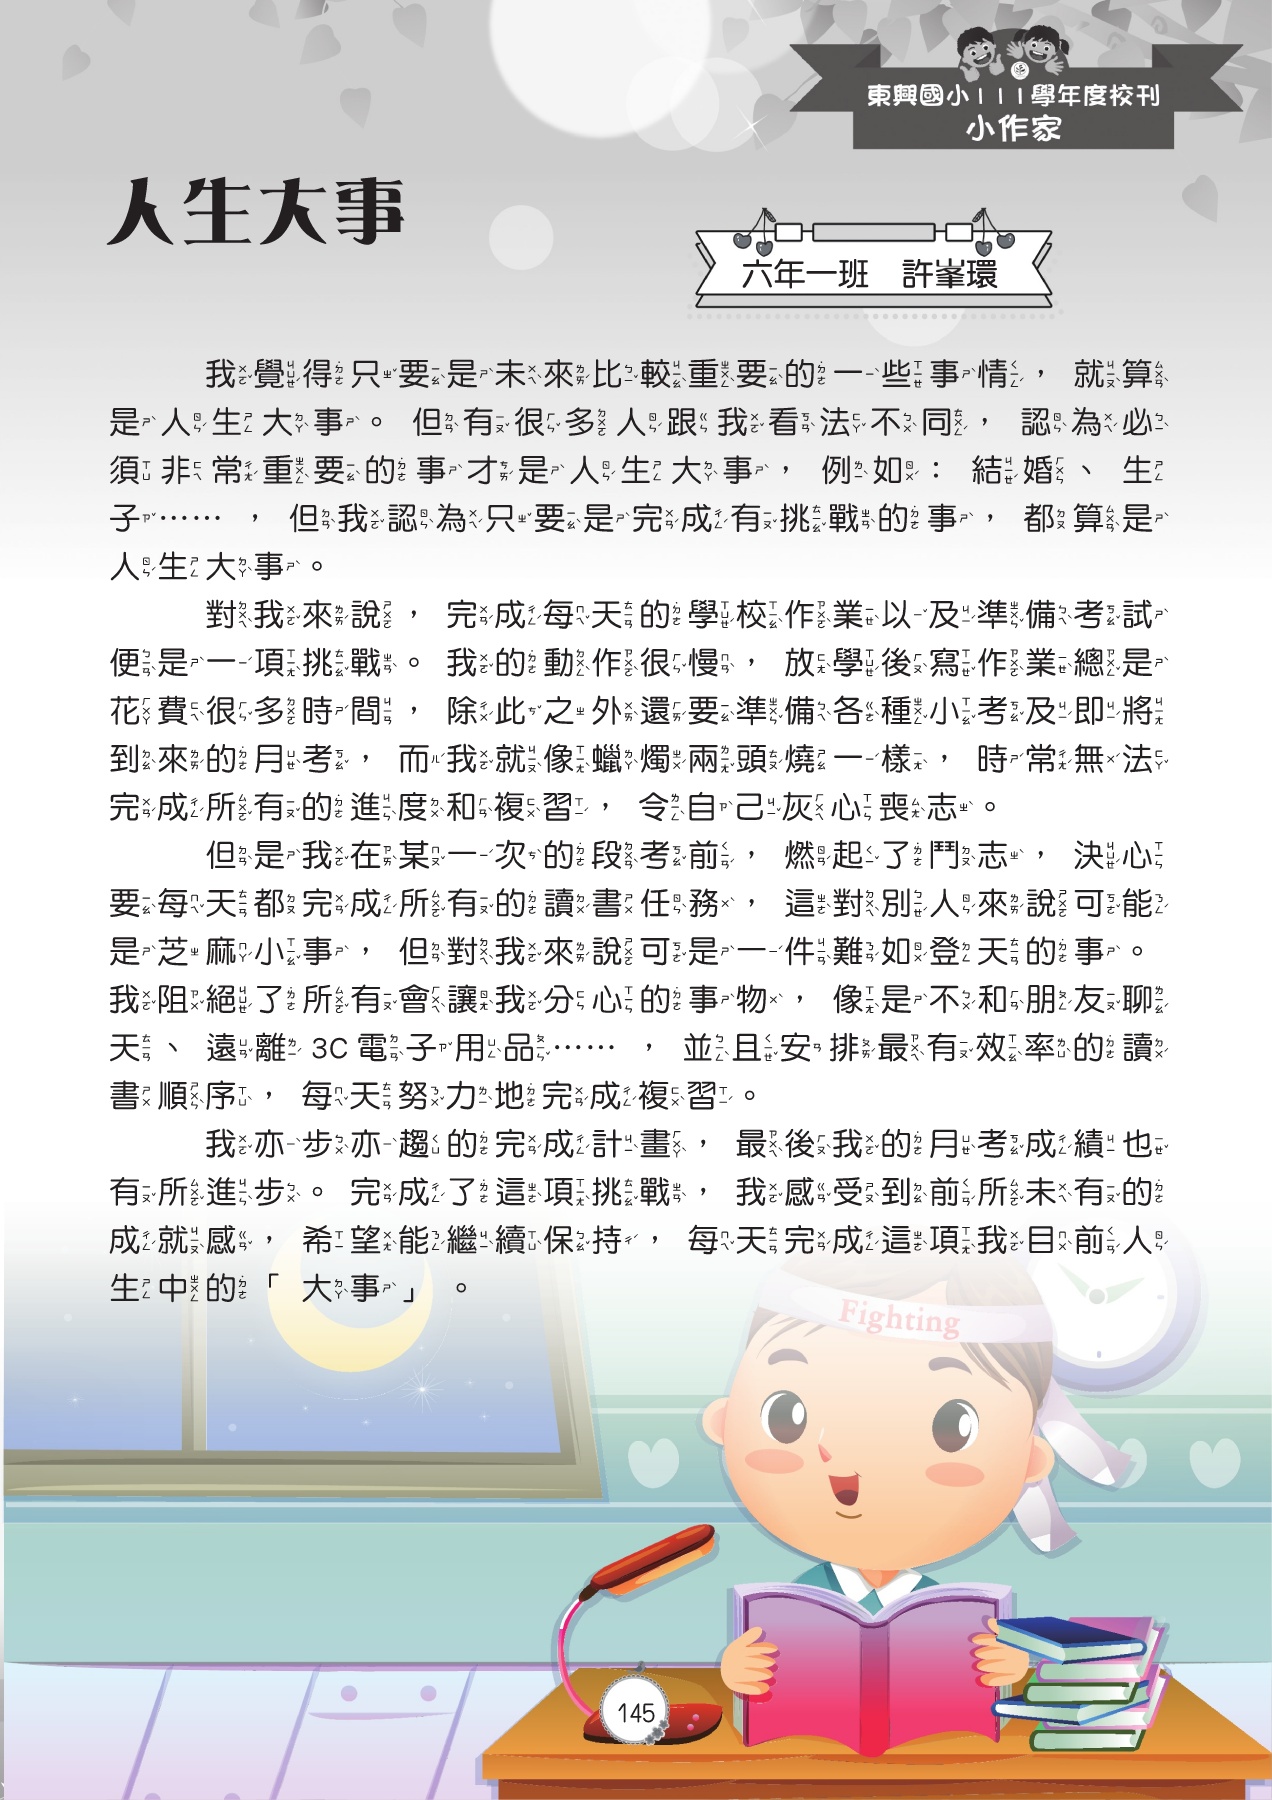 東興國小111學年度校刊
小作家
人生大事
六年一班　許峯環
我覺得只要是未來比較重要的一些事情，就算
是人生大事。但有很多人跟我看法不同，認為必
須非常重要的事才是人生大事，例如：結婚、生
子……，但我認為只要是完成有挑戰的事，都算是
人生大事。
對我來說，完成每天的學校作業以及準備考試
便是一項挑戰。我的動作很慢，放學後寫作業總是
花費很多時間，除此之外還要準備各種小考及即將
到來的月考，而我就像蠟燭兩頭燒一樣，時常無法
完成所有的進度和複習，令自己灰心喪志。
但是我在某一次的段考前，燃起了鬥志，決心
要每天都完成所有的讀書任務，這對別人來說可能
是芝麻小事，但對我來說可是一件難如登天的事。
我阻絕了所有會讓我分心的事物，像是不和朋友聊
天、遠離3C電子用品……，並且安排最有效率的讀
書順序，每天努力地完成複習。
我亦步亦趨的完成計畫，最後我的月考成績也
有所進步。完成了這項挑戰，我感受到前所未有的
成就感，希望能繼續保持，每天完成這項我目前人
生中的「大事」。
Fighting
145